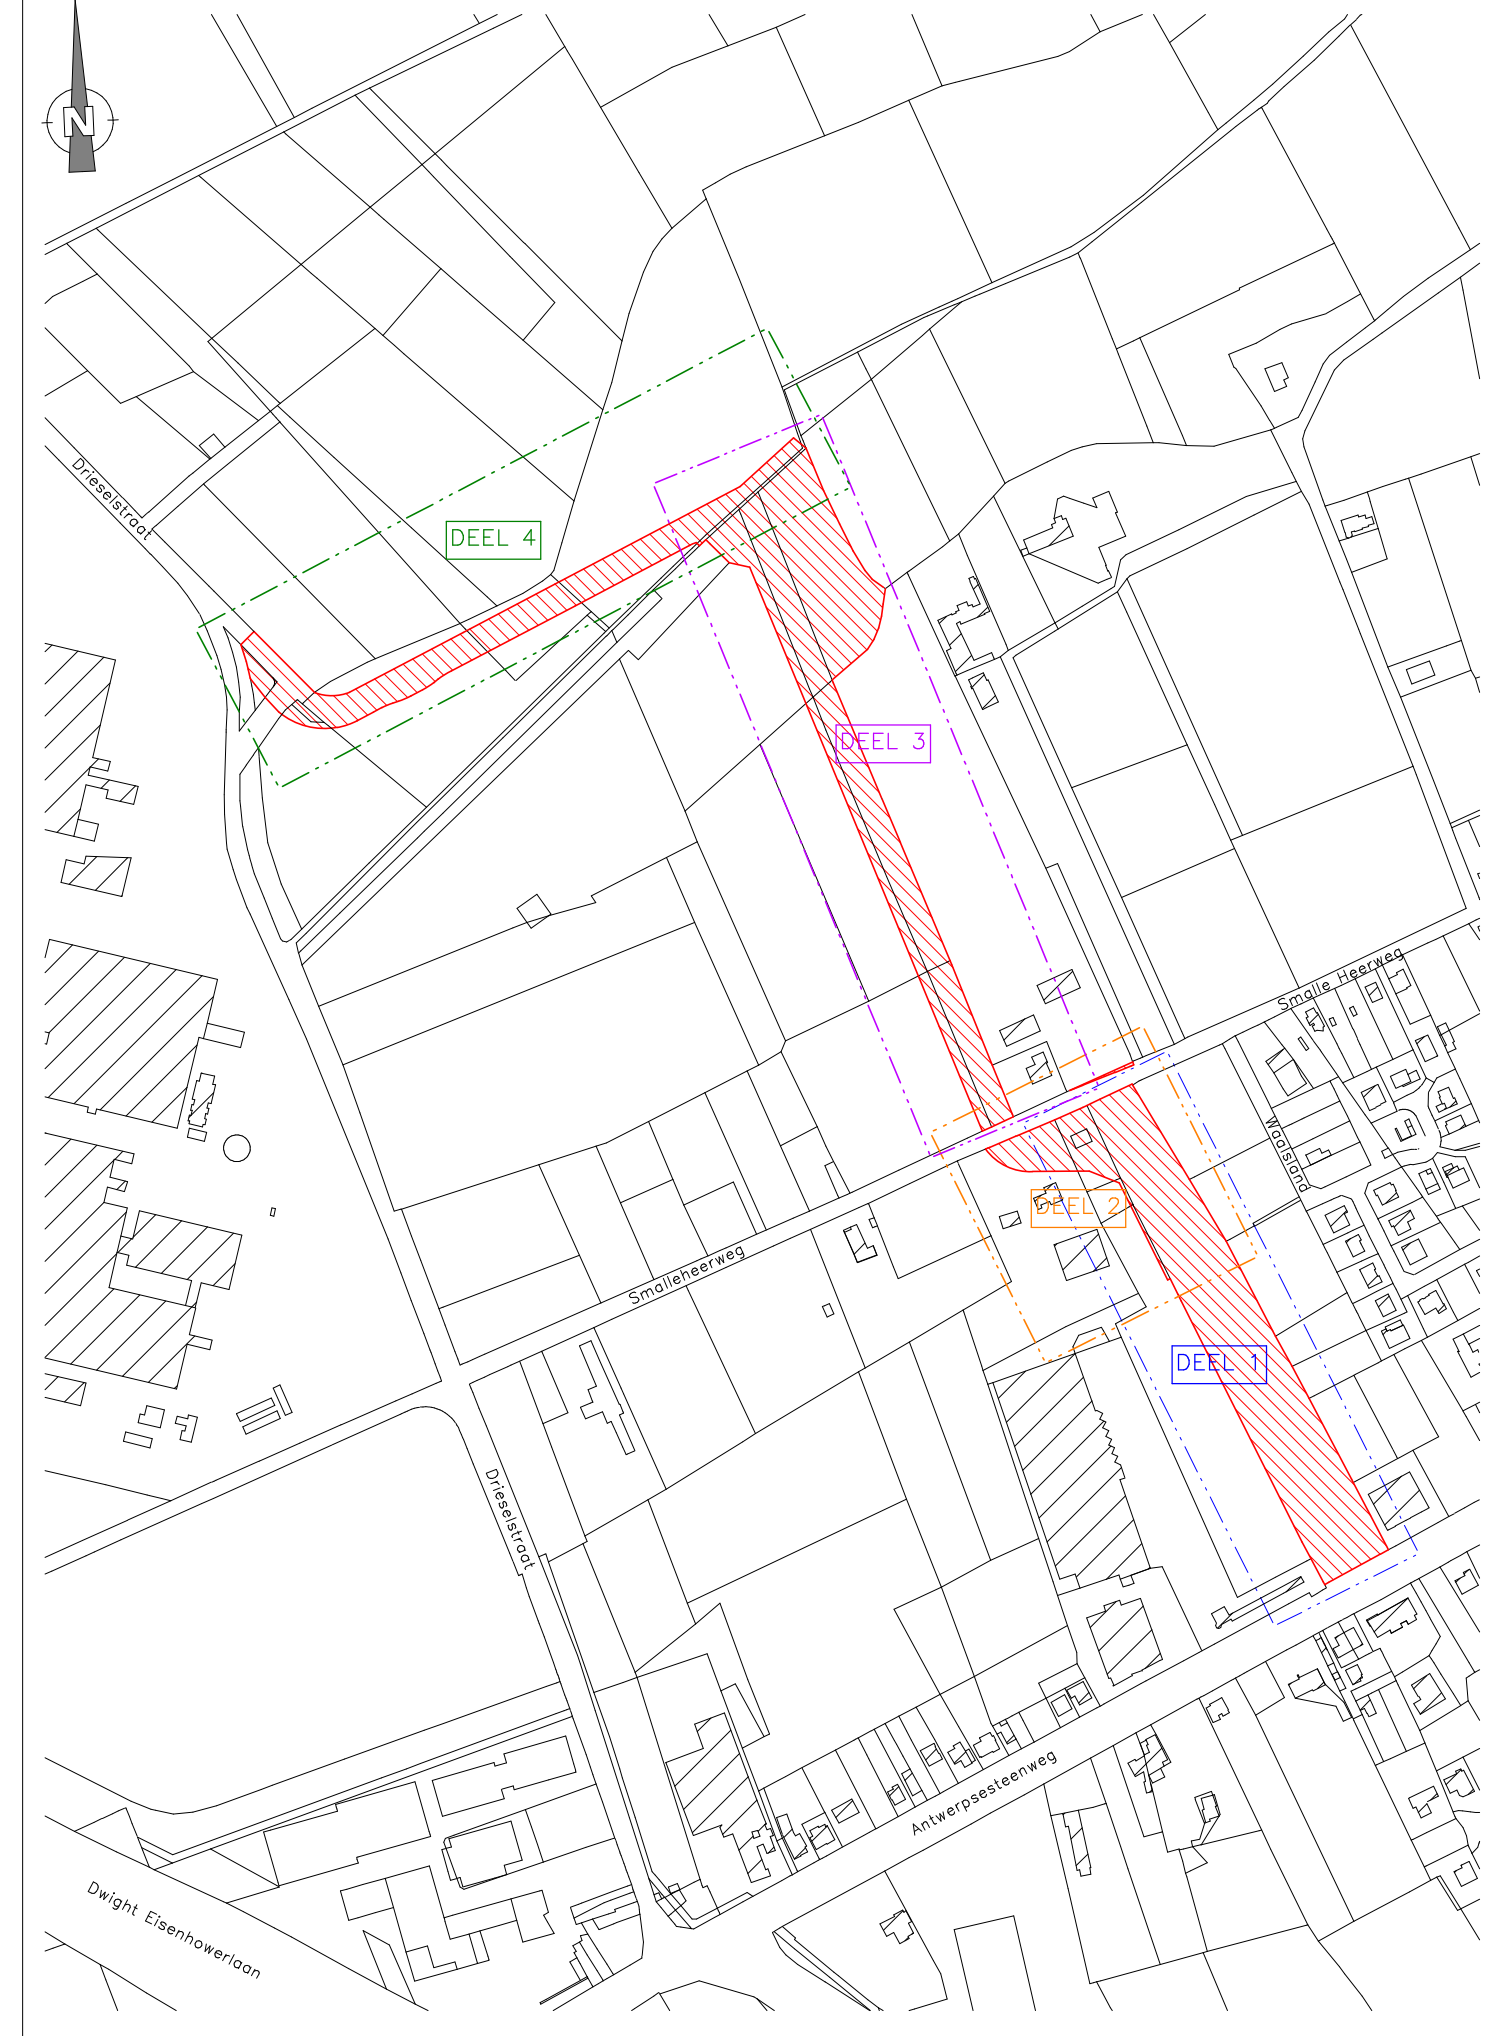 N
Drieselstraat
DEEL 4
DEEL 3
Smalle Heerweg
Waalsland
DEEL 2
Smalleheerweg
DEEL 1
Drieselstraat
Antwerpsesteenweg
Dwight Eisenhowerlaan